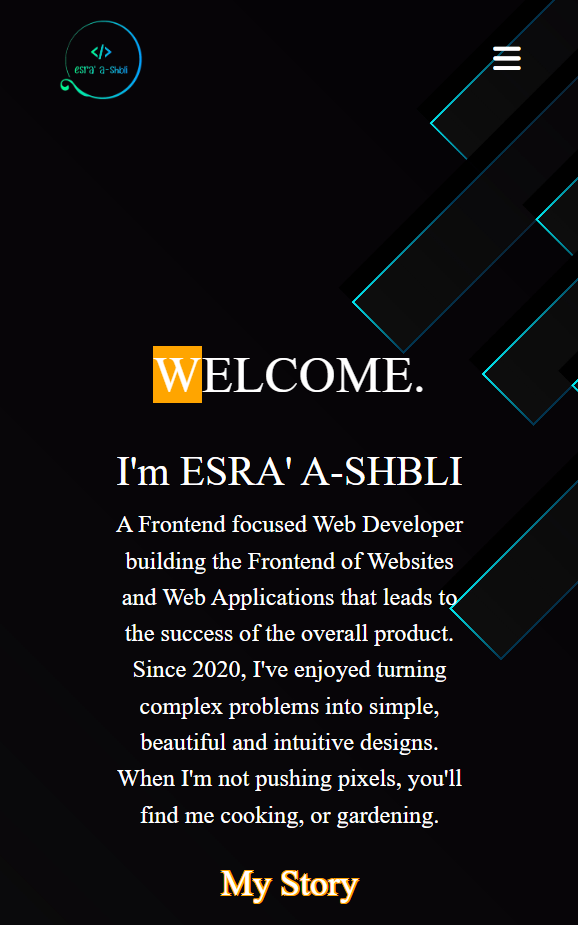 </>
esra' a-shbli
WELCOME.
I'm ESRA' A-SHBLI
A Frontend focused Web Developer
building the Frontend of Websites
and Web Applications that leads to
the success of the overall product.
Since 2020, I've enjoyed turning
complex problems into simple,
beautiful and intuitive designs.
When I'm not pushing pixels, you'll
find me cooking, or gardening.
My Story